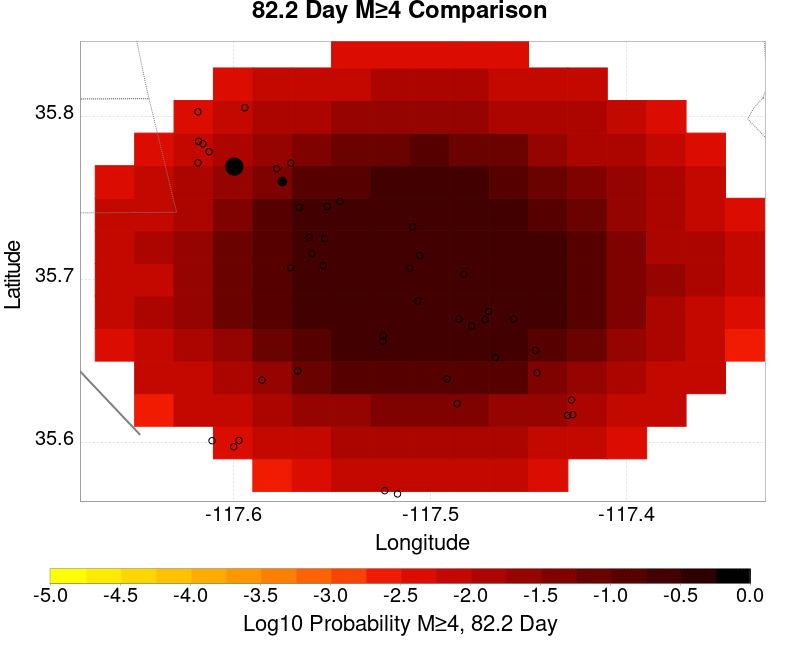 82.2 Day M≥4 Comparison
35.8
35.7
35.6
Latitude
-117.6 -117.5 -117.4
Longitude
-5.0 -4.5 -4.0 -3.5 -3.0 -2.5 -2.0 -1.5 -1.0 -0.5 0.0
Log10 Probability M≥4, 82.2 Day